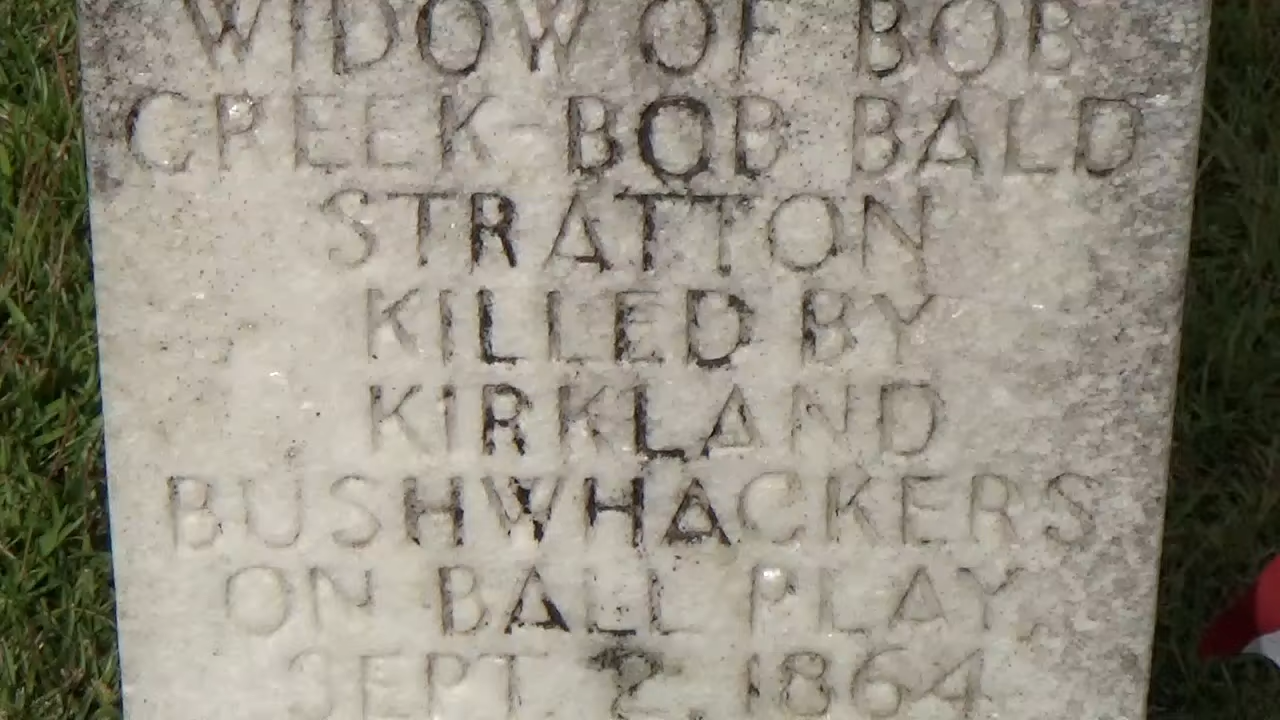 WIDOW OF BOB
CREEK-BOB BALD
STRATTON
KILLED BY
KIRKLAND
BUSHWHACKERS
ON BALL PLAY,
SEPT. 2, 1864